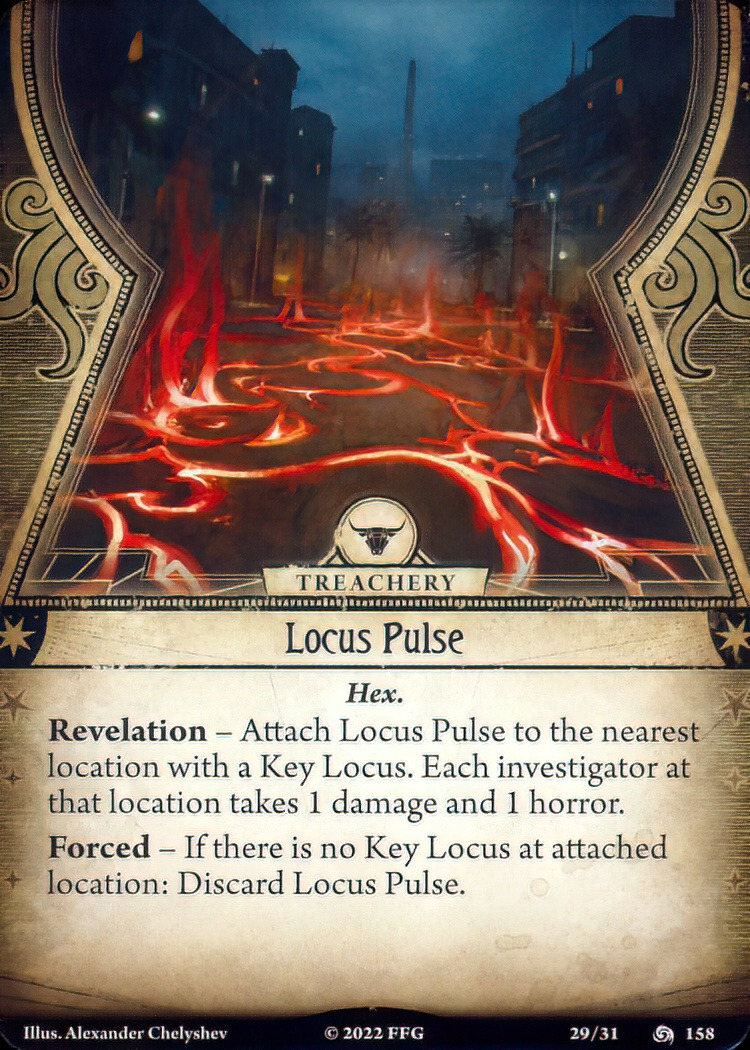 TREACHERY
Locus Pulse
Hex.
Revelation – Attach Locus Pulse to the nearest
location with a Key Locus. Each investigator at
that location takes 1 damage and 1 horror.
Forced – If there is no Key Locus at attached
location: Discard Locus Pulse.
Illus. Alexander Chelyshev © 2022 FFG 29/31 158